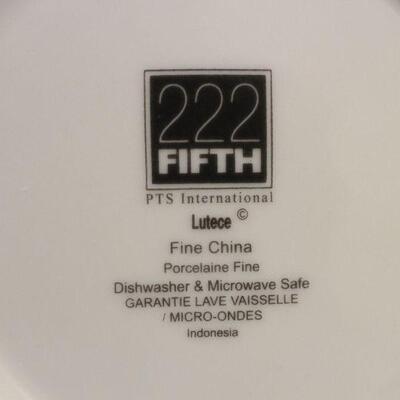 222
FIFTH
PTS International
Lutece ©
Fine China
Porcelaine Fine
Dishwasher & Microwave Safe
GARANTIE LAVE VAISSELLE
/ MICRO-ONDES
Indonesia